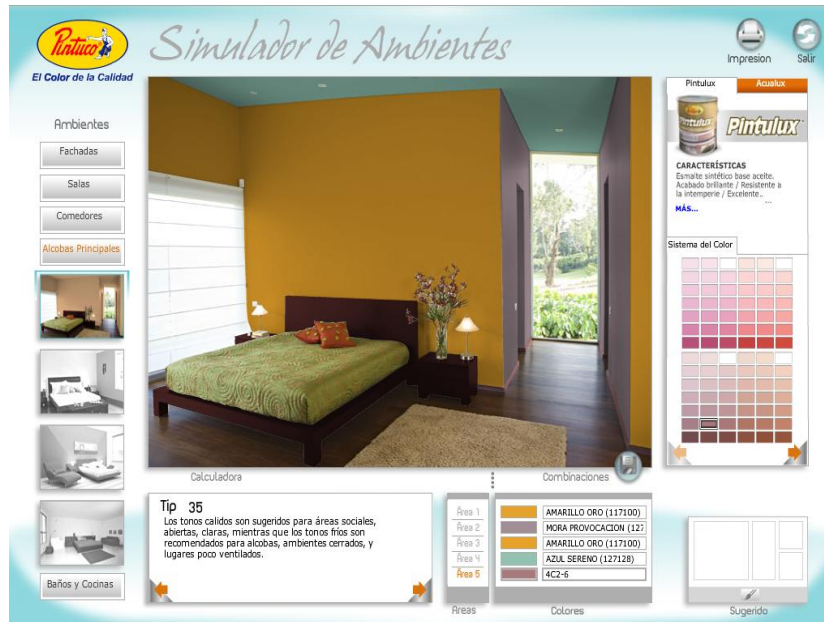 Pintuco
El Color de la Calidad
Simulador de Ambientes
Impresion
Salir
Ambientes
Fachadas
Salas
Comedores
Alcobas Principales
Baños y Cocinas
Pintulux
Acualux
Pintulux
CARACTERÍSTICAS
Esmalte sintético base aceite.
Acabado brillante / Resistente a
la intemperie / Excelente..
...
MÁS...
Sistema del Color
Calculadora
Combinaciones
Tip 35
Los tonos calidos son sugeridos para áreas sociales,
abiertas, claras, mientras que los tonos fríos son
recomendados para alcobas, ambientes cerrados, y
lugares poco ventilados.
Área 1
Área 2
Área 3
Área 4
Área 5
AMARILLO ORO (117100)
MORA PROVOCACION (127
AMARILLO ORO (117100)
AZUL SERENO (127128)
4C2-6
Areas
Colores
Sugerido